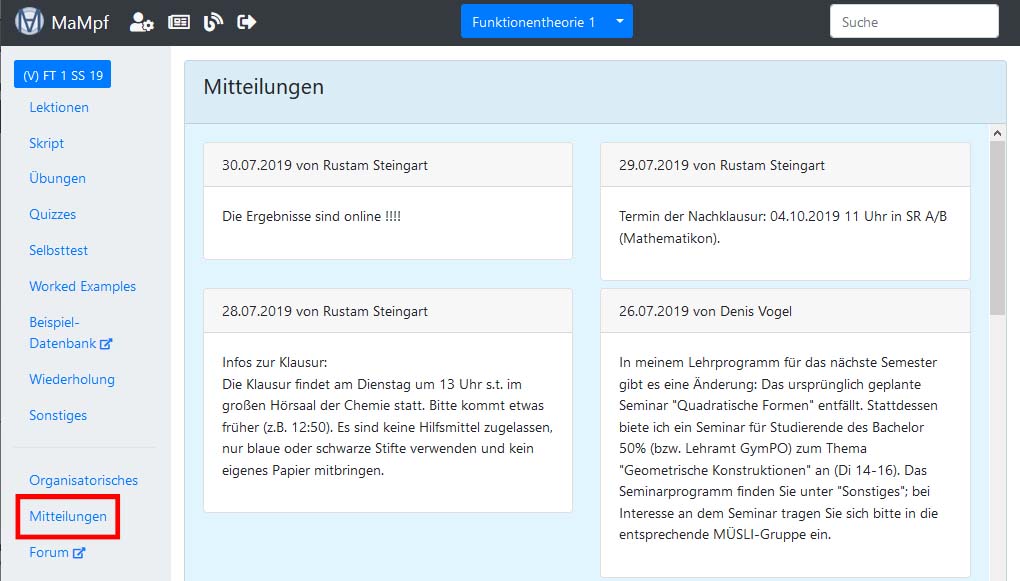 MaMpf
Funktionentheorie 1
Suche
(V) FT 1 SS 19
Lektionen
Skript
Übungen
Quizzes
Selbsttest
Worked Examples
Beispiel-
Datenbank
Wiederholung
Sonstiges
Organisatorisches
Mitteilungen
Forum
Mitteilungen
30.07.2019 von Rustam Steingart
Die Ergebnisse sind online !!!!
29.07.2019 von Rustam Steingart
Termin der Nachklausur: 04.10.2019 11 Uhr in SR A/B
(Mathematikon).
28.07.2019 von Rustam Steingart
Infos zur Klausur:
Die Klausur findet am Dienstag um 13 Uhr s.t. im
großen Hörsaal der Chemie statt. Bitte kommt etwas
früher (z.B. 12:50). Es sind keine Hilfsmittel zugelassen,
nur blaue oder schwarze Stifte verwenden und kein
eigenes Papier mitbringen.
26.07.2019 von Denis Vogel
In meinem Lehrprogramm für das nächste Semester
gibt es eine Änderung: Das ursprünglich geplante
Seminar "Quadratische Formen" entfällt. Stattdessen
biete ich ein Seminar für Studierende des Bachelor
50% (bzw. Lehramt GymPO) zum Thema
"Geometrische Konstruktionen" an (Di 14-16). Das
Seminarprogramm finden Sie unter "Sonstiges"; bei
Interesse an dem Seminar tragen Sie sich bitte in die
entsprechende MÜSLI-Gruppe ein.